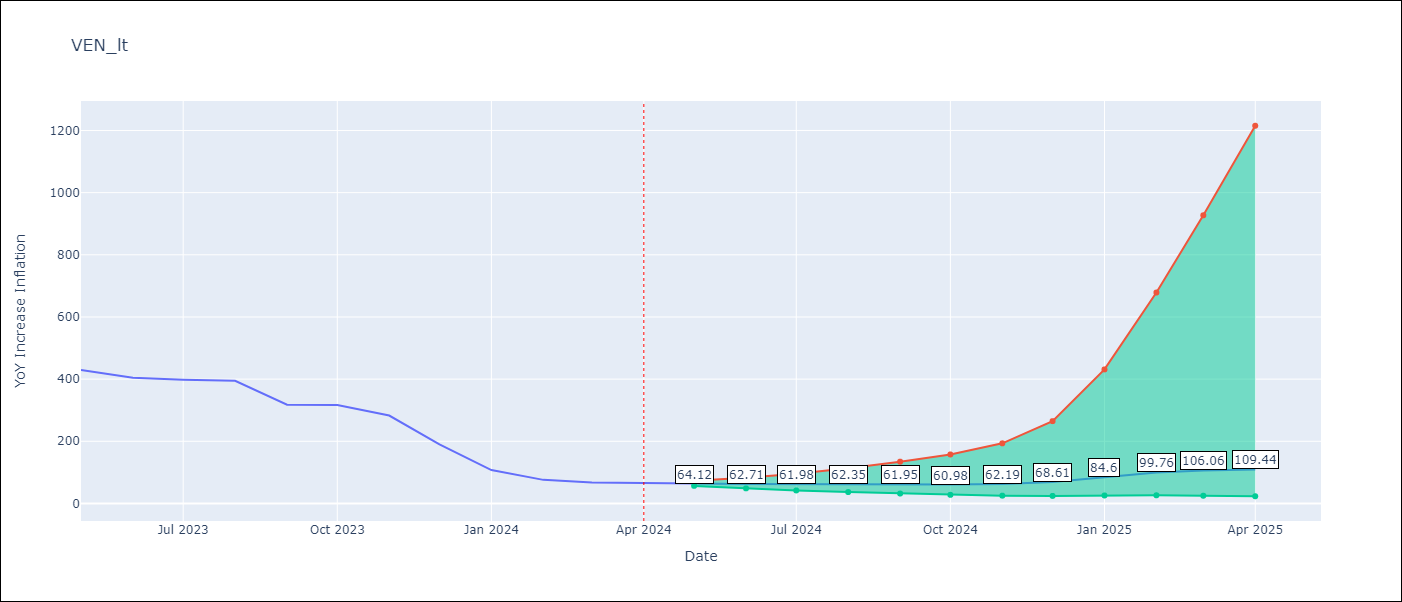 VEN_lt
YoY Increase Inflation
1200
1000
800
600
400
200
0
64.12 62.71 61.98 62.35 61.95 60.98 62.19 68.61 84.6 99.76 106.06 109.44
Jul 2023 Oct 2023 Jan 2024 Apr 2024 Jul 2024 Oct 2024 Jan 2025 Apr 2025
Date